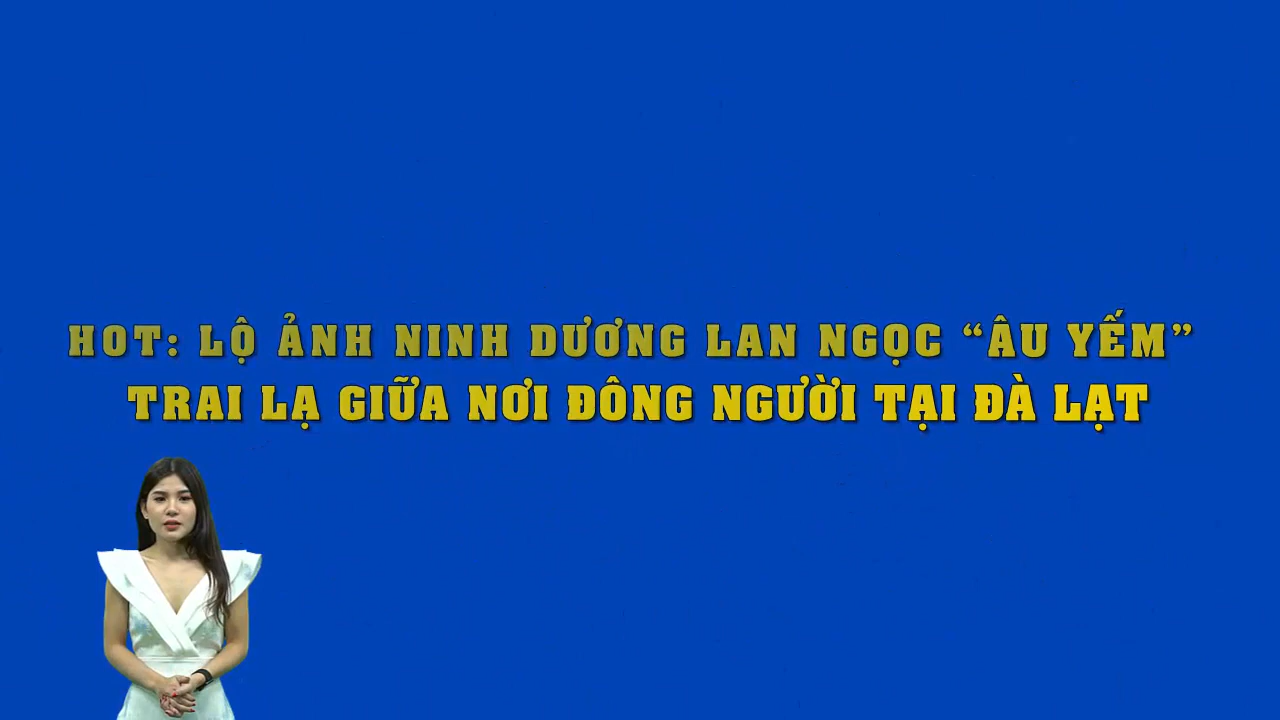 HOT: LỘ ẢNH NINH DƯƠNG LAN NGỌC “ÂU YẾM”
TRAI LẠ GIỮA NƠI ĐÔNG NGƯỜI TẠI ĐÀ LẠT